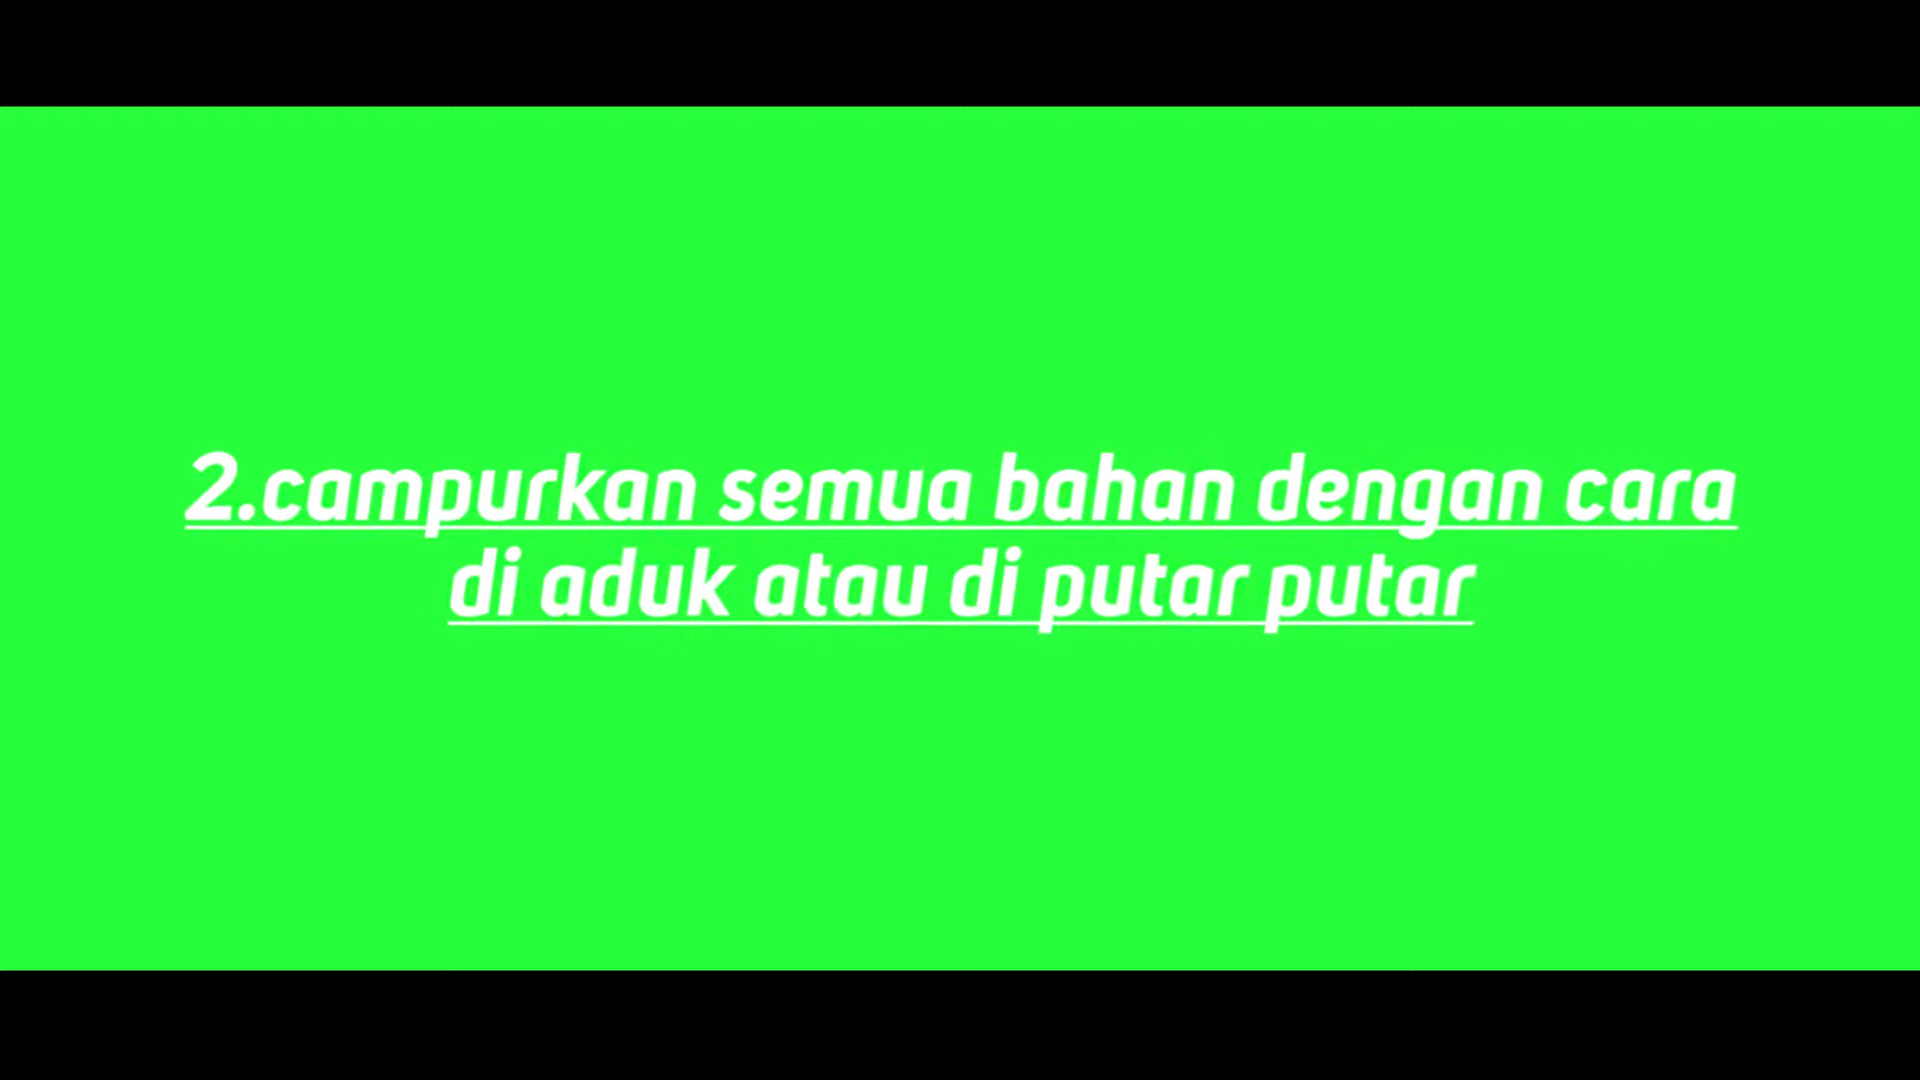 2.campurkan semua bahan dengan cara
di aduk atau di putar putar